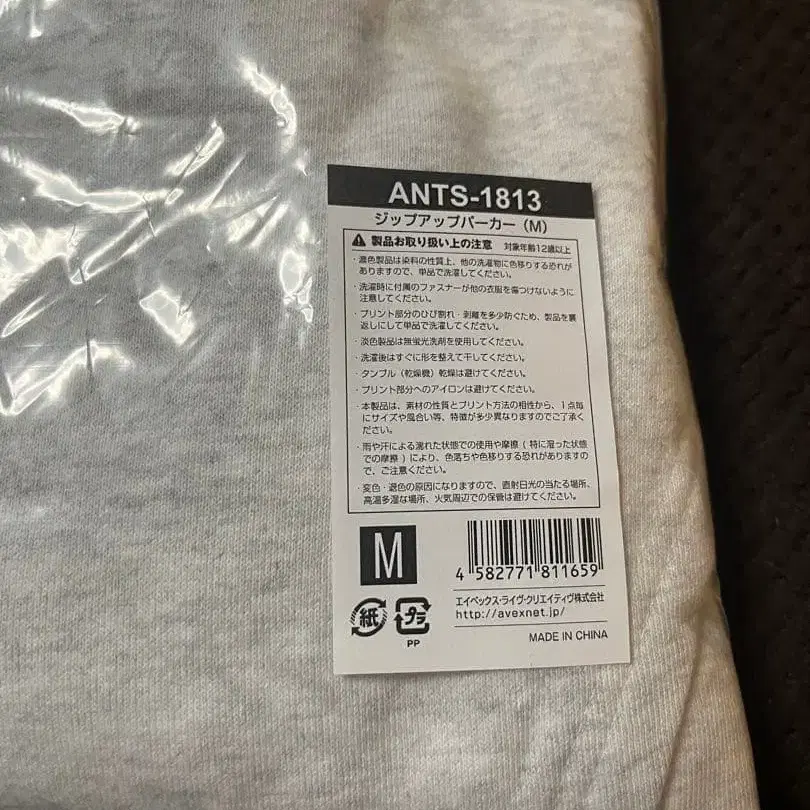 ANTS-1813
ジップアップパーカー（M）
製品お取り扱い上の注意 対象年齢12歳以上
・濃色製品は染料の性質上、他の洗濯物に色移りする恐れが
ありますので、単品で洗濯してください。
・洗濯時に付属のファスナーが他の衣服を傷つけないように
注意してください。
・プリント部分のひび割れ・剥離を多少防ぐため、製品を裏
返しにして単品で洗濯してください。
・淡色製品は無蛍光洗剤を使用してください。
・洗濯後はすぐに形を整えて干してください。
・タンブル（乾燥機）乾燥は避けてください。
・プリント部分へのアイロンは避けてください。
・本製品は、素材の性質とプリント方法の相性から、1点毎
にサイズや風合い等、特徴が多少異なりますのでご了承く
ださい。
・雨や汗による濡れた状態での使用や摩擦（特に湿った状態
での摩擦）により、色落ちや色移りする恐れがありますの
で、ご注意ください。
・変色・退色の原因になりますので、直射日光の当たる場所、
高温多湿な場所、火気周辺での保管は避けてください。
M
4 582771 811659
エイベックス・ライヴ・クリエイティヴ株式会社
http://avexnet.jp/
紙
プラ
PP
MADE IN CHINA